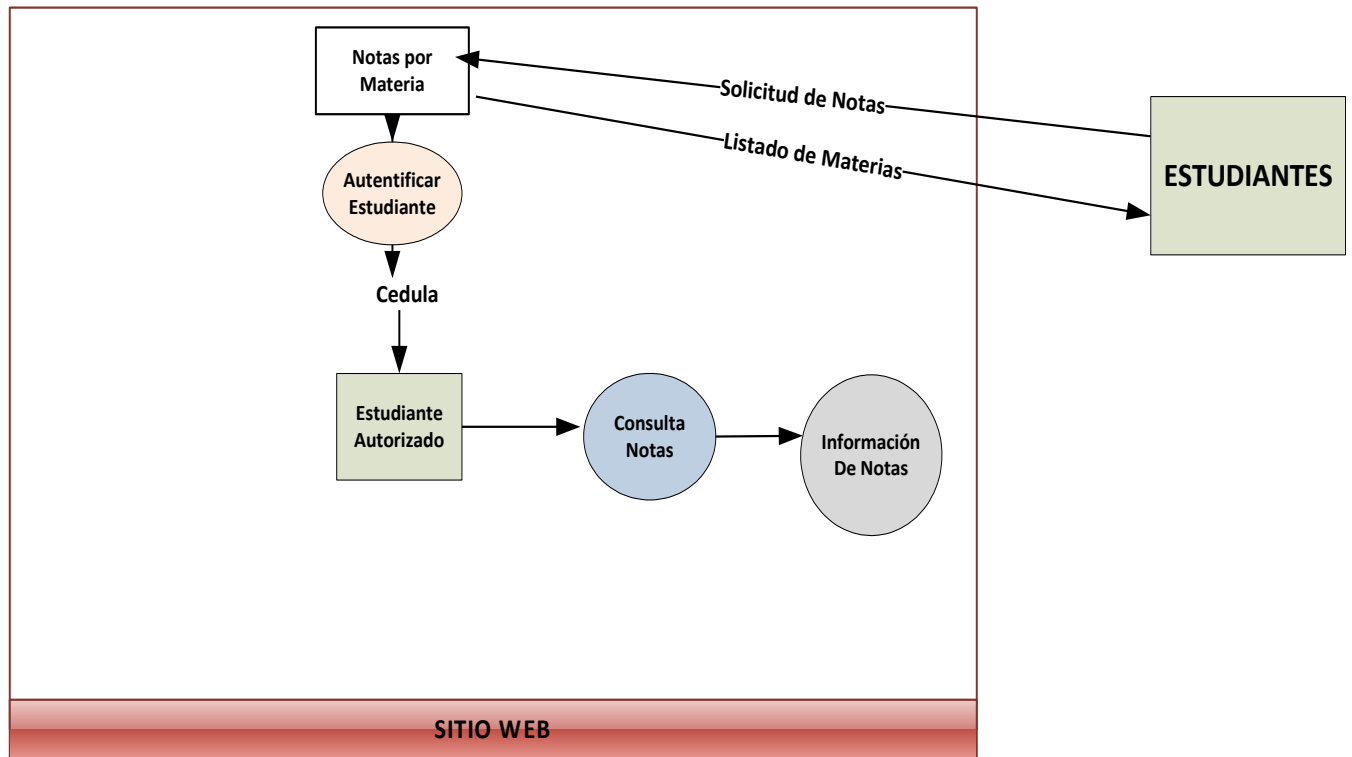 Notas por
Materia
Solicitud de Notas
Listado de Materias
ESTUDIANTES
Autentificar
Estudiante
Cedula
Estudiante
Autorizado
Consulta
Notas
Información
De Notas
SITIO WEB